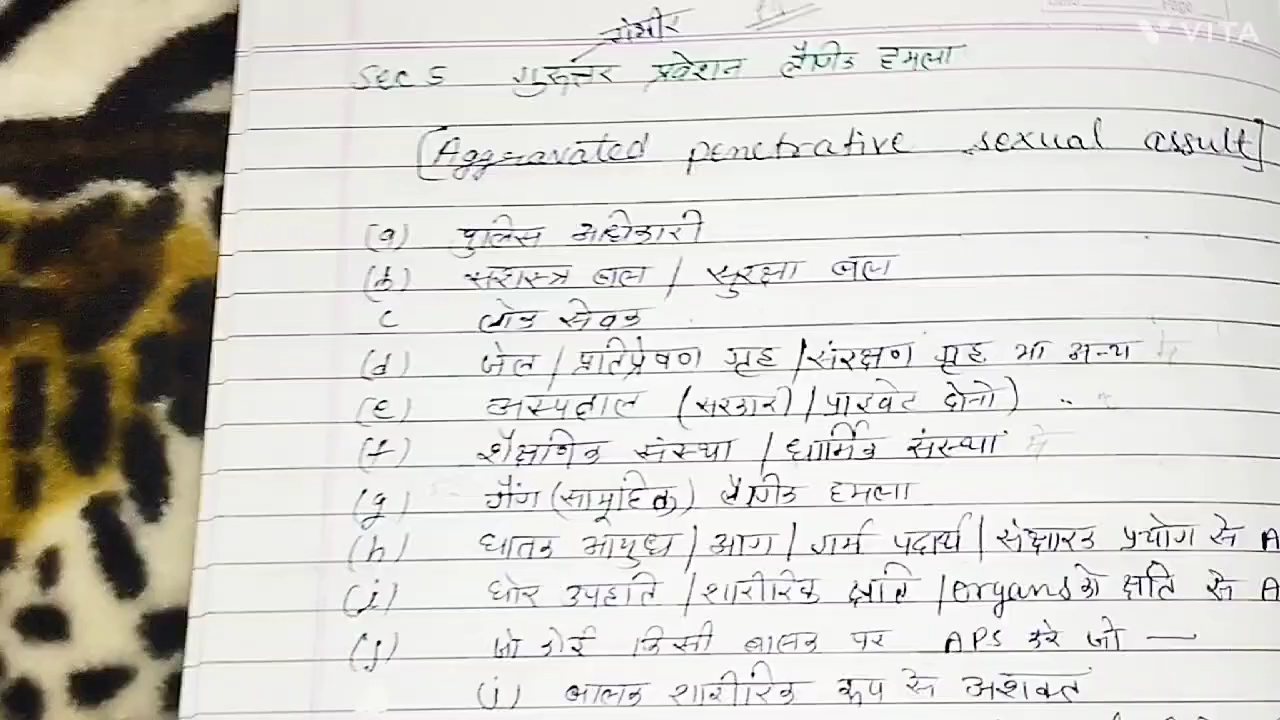 VITA
गंभीर
Sec 5 गुरूत्तर प्रवेशन लैंगीक हमला
[Aggravated penetrative sexual assult]
(a) पुलिस अधिकारी
(b) सशस्त्र बल / सुरक्षा बल
c लोक सेवक
(d) जेल / प्रतिप्रेषण गृह / संरक्षण गृह या अन्य में
(e) अस्पताल (सरकारी / प्राइवेट दोनो)
(f) शैक्षणिक संस्था / धार्मिक संस्था में
(g) गैंग (सामूहिक) लैंगीक हमला
(h) घातक आयुध / आग / गर्म पदार्थ / संक्षारक प्रयोग से A
(i) घोर उपहति / शारीरिक क्षति / organs को क्षति से A
(j) जो कोई किसी बालक पर APS करे जो —
(i) बालक शारीरिक रूप से अशक्त